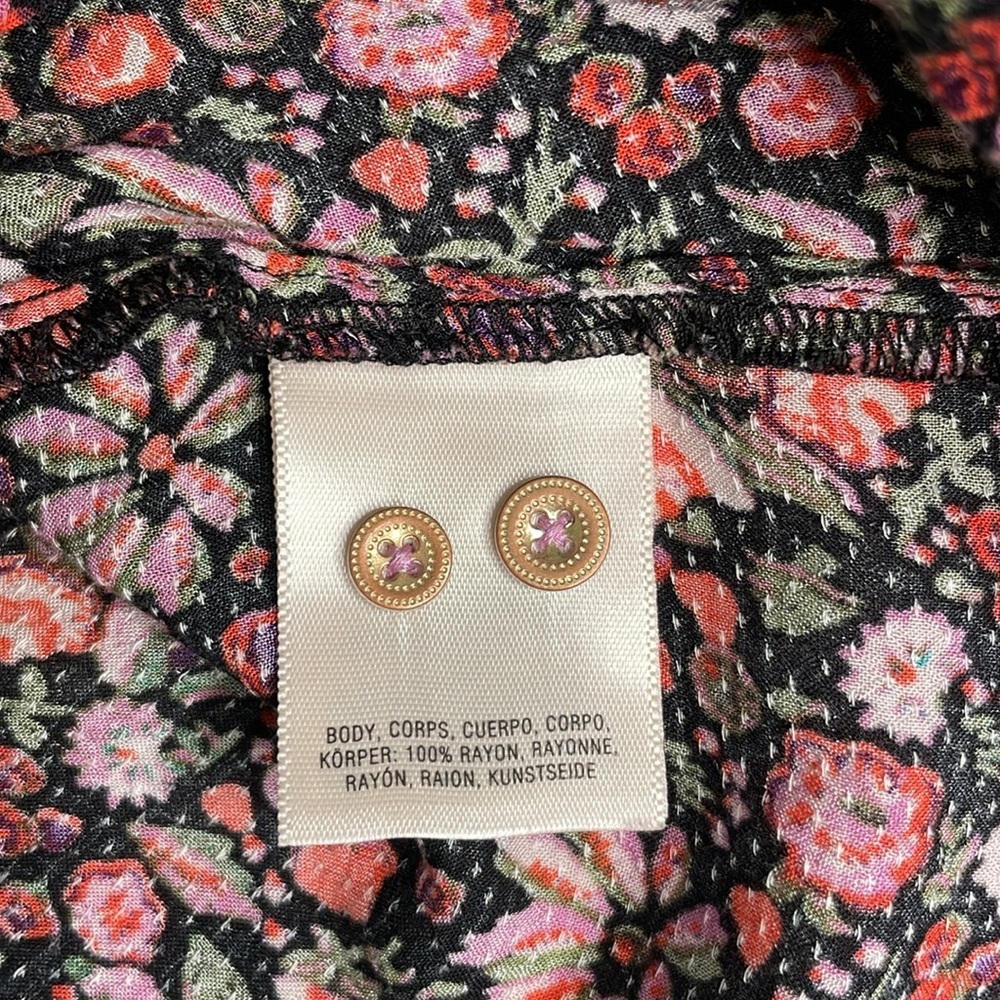 BODY, CORPS, CUERPO, CORPO,
KÖRPER: 100% RAYON, RAYONNE,
RAYÓN, RAION, KUNSTSEIDE